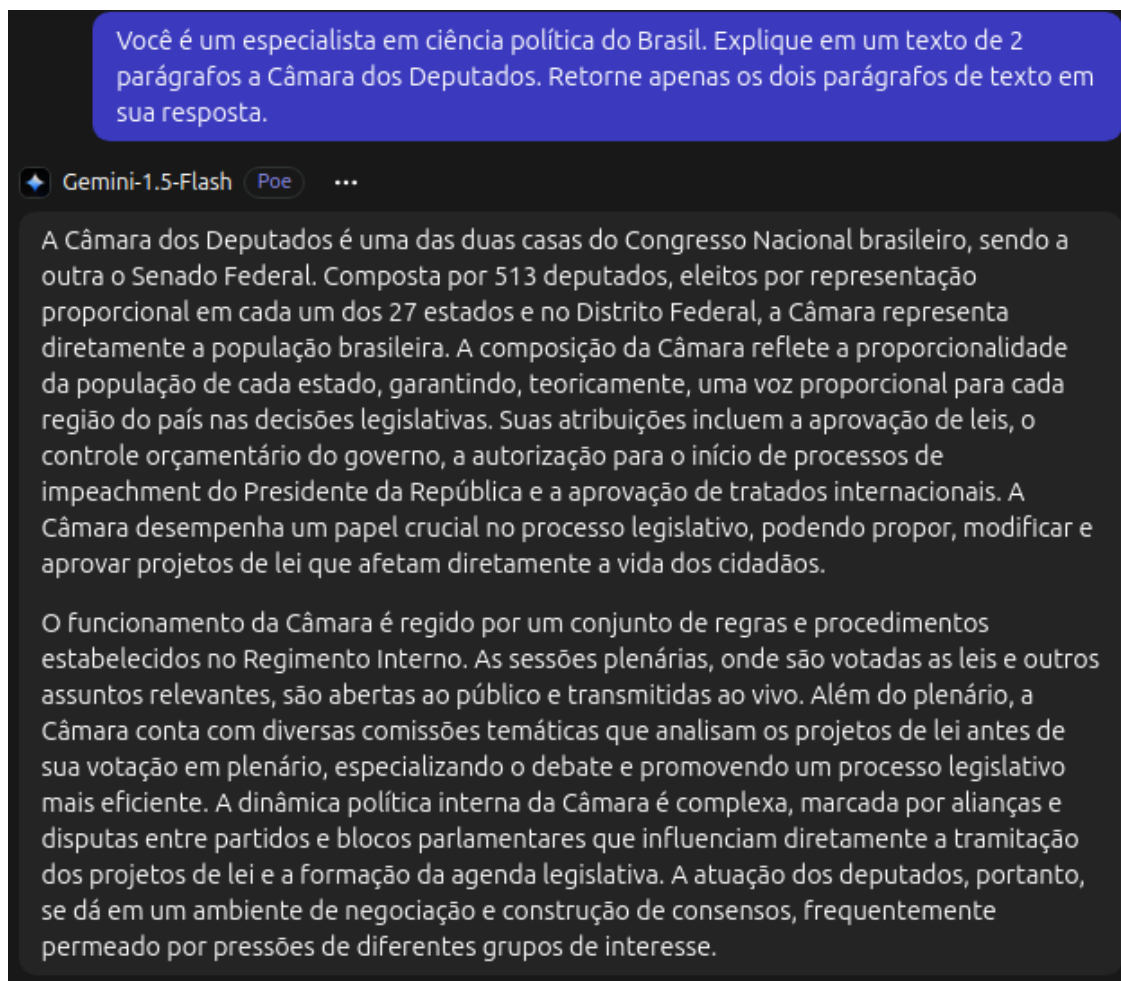 Você é um especialista em ciência política do Brasil. Explique em um texto de 2
parágrafos a Câmara dos Deputados. Retorne apenas os dois parágrafos de texto em
sua resposta.
Gemini-1.5-Flash Poe ...
A Câmara dos Deputados é uma das duas casas do Congresso Nacional brasileiro, sendo a
outra o Senado Federal. Composta por 513 deputados, eleitos por representação
proporcional em cada um dos 27 estados e no Distrito Federal, a Câmara representa
diretamente a população brasileira. A composição da Câmara reflete a proporcionalidade
da população de cada estado, garantindo, teoricamente, uma voz proporcional para cada
região do país nas decisões legislativas. Suas atribuições incluem a aprovação de leis, o
controle orçamentário do governo, a autorização para o início de processos de
impeachment do Presidente da República e a aprovação de tratados internacionais. A
Câmara desempenha um papel crucial no processo legislativo, podendo propor, modificar e
aprovar projetos de lei que afetam diretamente a vida dos cidadãos.
O funcionamento da Câmara é regido por um conjunto de regras e procedimentos
estabelecidos no Regimento Interno. As sessões plenárias, onde são votadas as leis e outros
assuntos relevantes, são abertas ao público e transmitidas ao vivo. Além do plenário, a
Câmara conta com diversas comissões temáticas que analisam os projetos de lei antes de
sua votação em plenário, especializando o debate e promovendo um processo legislativo
mais eficiente. A dinâmica política interna da Câmara é complexa, marcada por alianças e
disputas entre partidos e blocos parlamentares que influenciam diretamente a tramitação
dos projetos de lei e a formação da agenda legislativa. A atuação dos deputados, portanto,
se dá em um ambiente de negociação e construção de consensos, frequentemente
permeado por pressões de diferentes grupos de interesse.